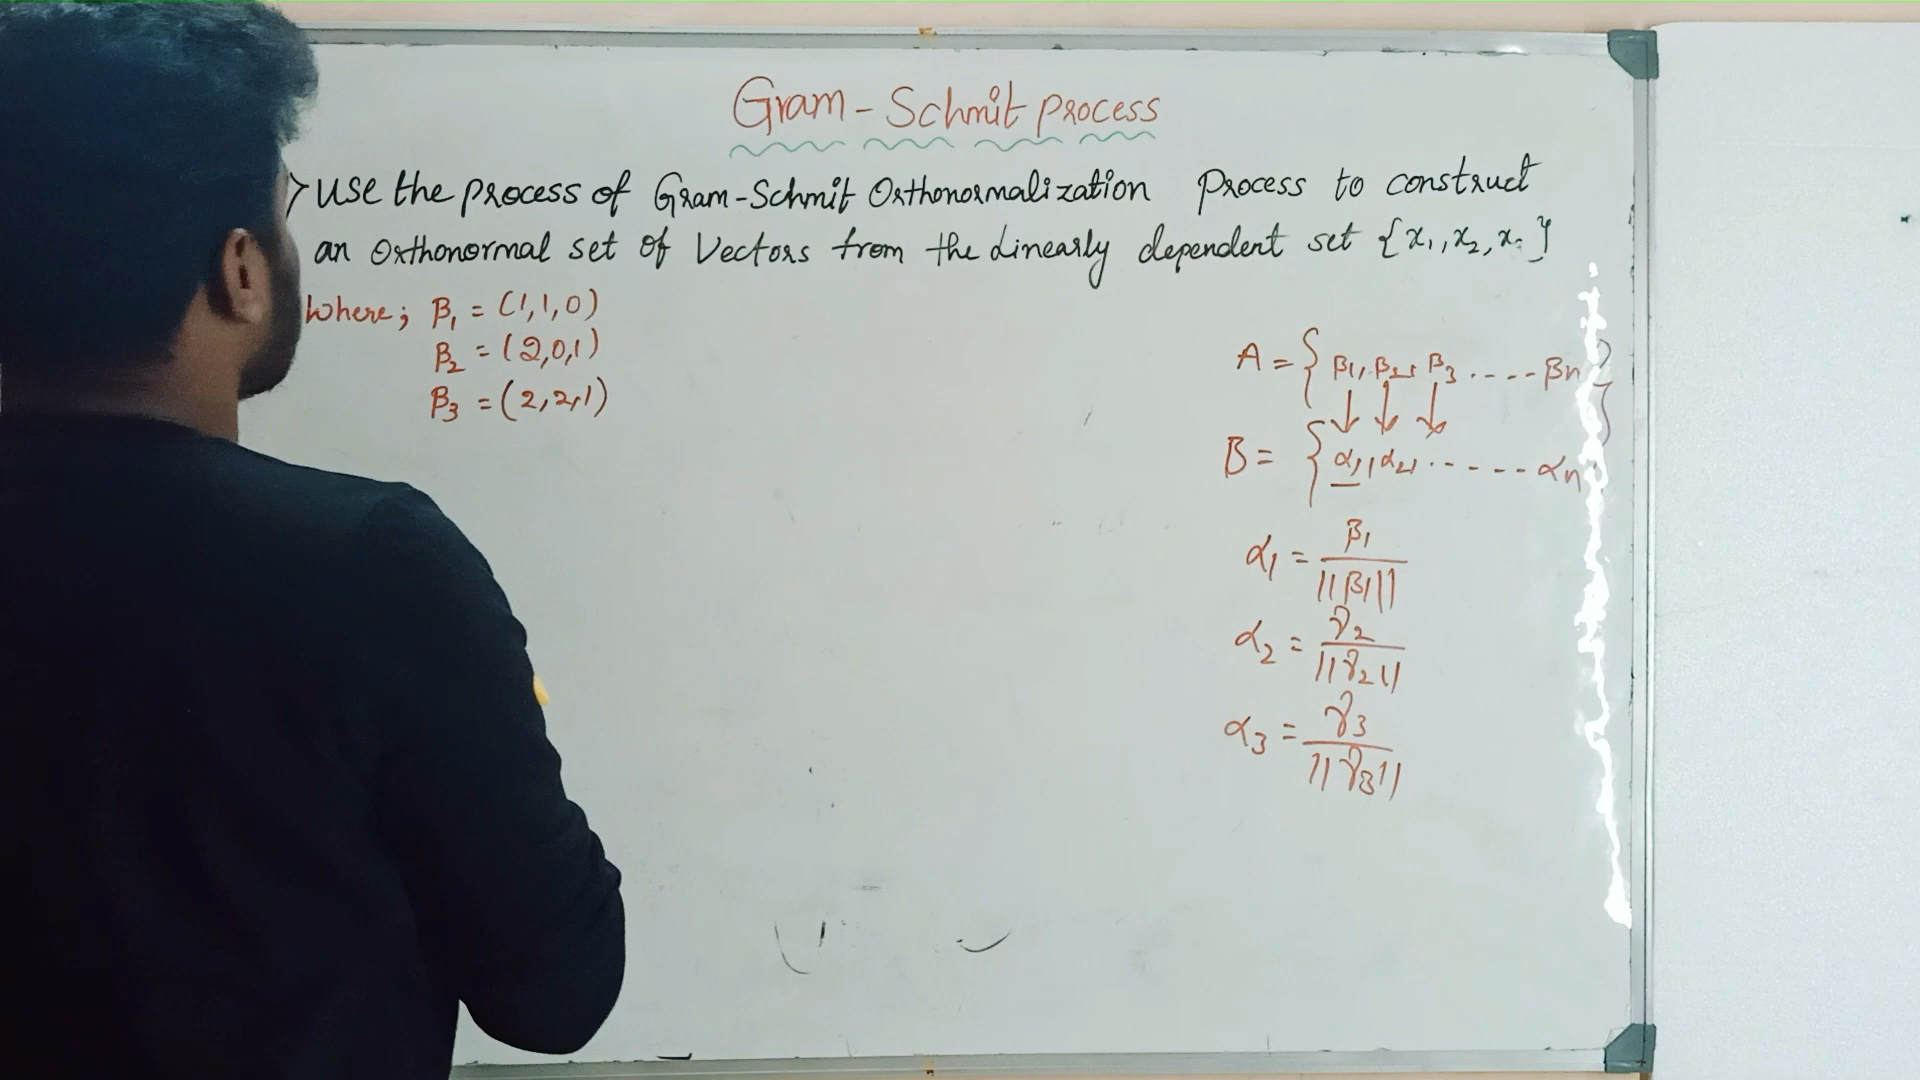 Gram - Schmit process
> Use the process of Gram-Schmit Orthonormalization Process to construct
an Orthonormal set of Vectors from the Linearly dependent set {x₁, x₂, x. }
Where; β₁ = (1,1,0)
β₂ = (2,0,1)
β₃ = (2,2,1)
A = { β₁, β₂, β₃ ..... βn }
B = { α₁, α₂, ...... αn
α₁ = β₁ / ||β₁||
α₂ = γ₂ / ||γ₂||
α₃ = γ₃ / ||γ₃||